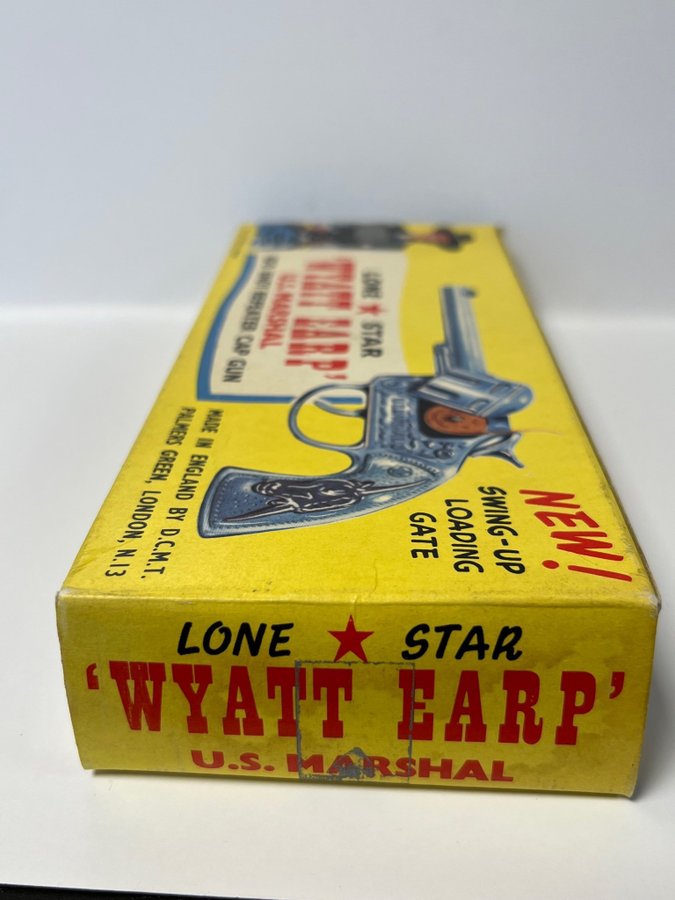 LONE ★ STAR
'WYATT EARP'
U.S. MARSHAL
REPEATER CAP GUN
MADE IN ENGLAND BY D.C.M.T.
PALMERS GREEN, LONDON, N.13
NEW!
SWING-UP
LOADING
GATE
LONE ★ STAR
'WYATT EARP'
U.S. MARSHAL